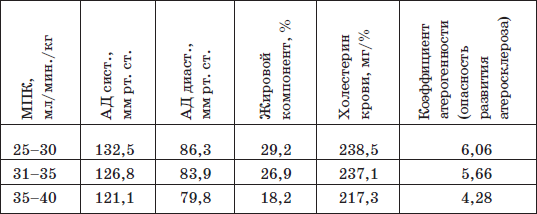 МПК,
мл/мин./кг
АД сист.,
мм рт. ст.
АД диаст.,
мм рт. ст.
Жировой
компонент, %
Холестерин
крови, мг/%
Коэффициент
атерогенности
(опасность
развития
атеросклероза)
25–30 132,5 86,3 29,2 238,5 6,06
31–35 126,8 83,9 26,9 237,1 5,66
35–40 121,1 79,8 18,2 217,3 4,28